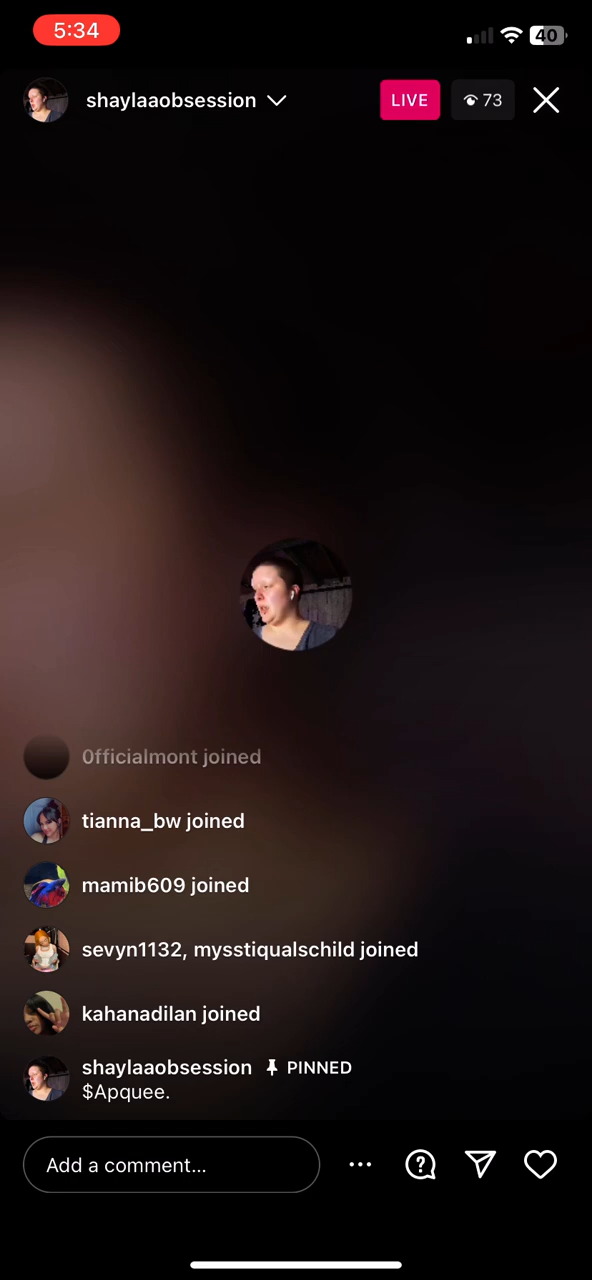 5:34
40
shaylaaobsession
LIVE
73
0fficialmont joined
tianna_bw joined
mamib609 joined
sevyn1132, mysstiqualschild joined
kahanadilan joined
shaylaaobsession PINNED
$Apquee.
Add a comment...